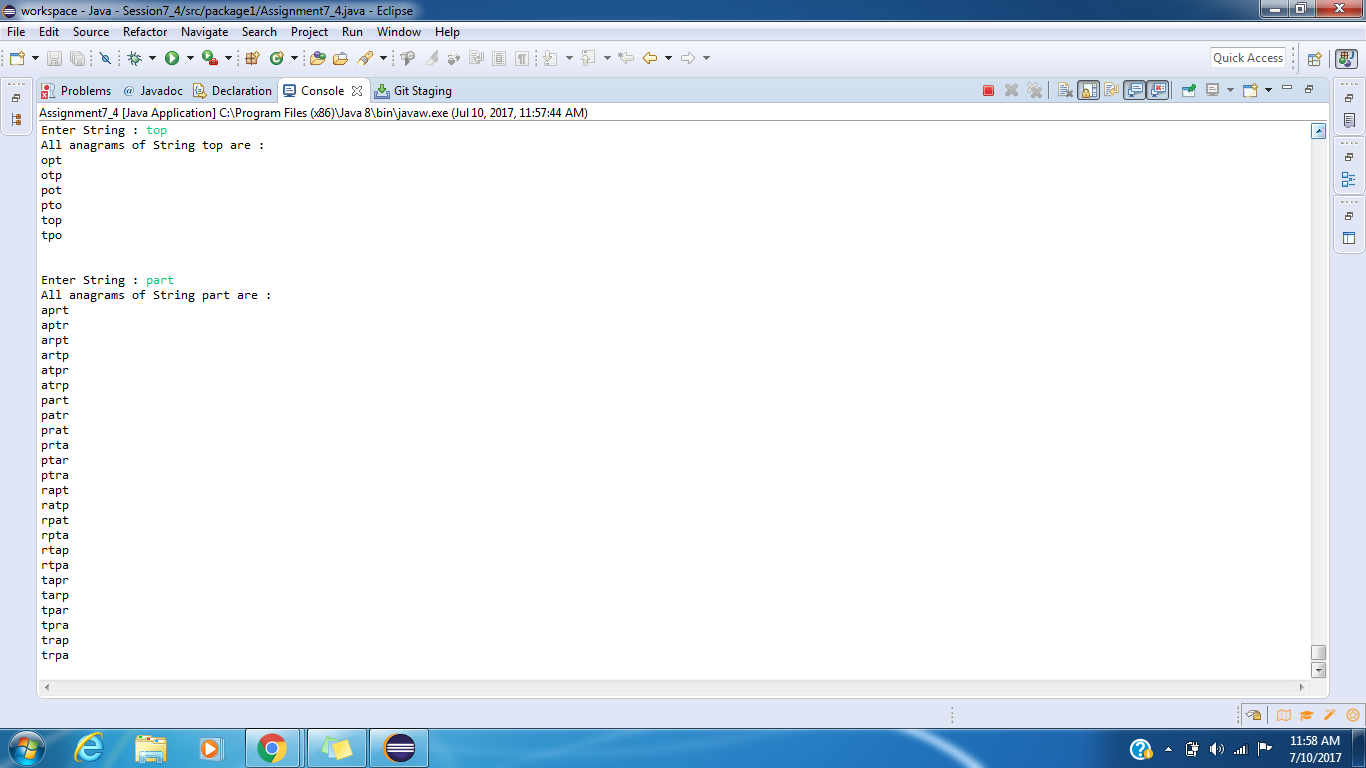 workspace - Java - Session7_4/src/package1/Assignment7_4.java - Eclipse
File Edit Source Refactor Navigate Search Project Run Window Help
Quick Access
Problems @ Javadoc Declaration Console Git Staging
Assignment7_4 [Java Application] C:\Program Files (x86)\Java 8\bin\javaw.exe (Jul 10, 2017, 11:57:44 AM)
Enter String : top
All anagrams of String top are :
opt
otp
pot
pto
top
tpo
Enter String : part
All anagrams of String part are :
aprt
aptr
arpt
artp
atpr
atrp
part
patr
prat
prta
ptar
ptra
rapt
ratp
rpat
rpta
rtap
rtpa
tapr
tarp
tpar
tpra
trap
trpa
11:58 AM
7/10/2017